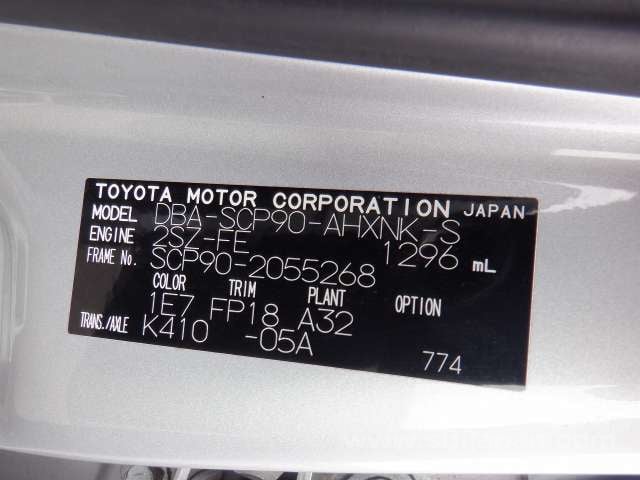 TOYOTA MOTOR CORPORATION JAPAN
MODEL DBA-SCP90-AHXNK-S
ENGINE 2SZ-FE 1296 mL
FRAME No. SCP90-2055268
COLOR TRIM PLANT OPTION
1E7 FP18 A32
TRANS./AXLE K410 -05A
774